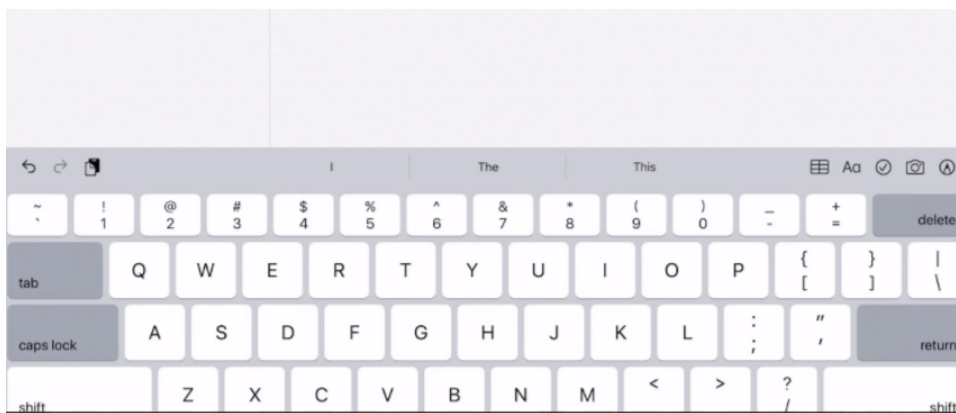 I The This Aa
~ ! @ # $ % ^ & * ( ) _ +
` 1 2 3 4 5 6 7 8 9 0 - = delete
{ } |
tab Q W E R T Y U I O P [ ] \
: "
caps lock A S D F G H J K L ; ' return
< > ?
shift Z X C V B N M / shift